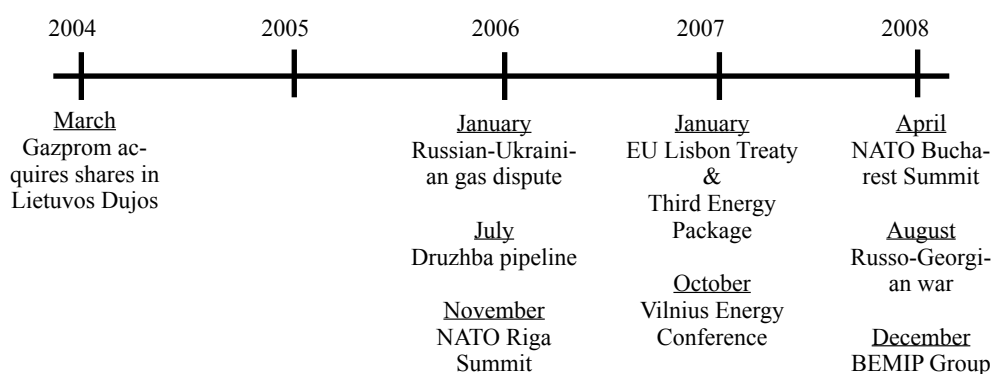 2004 2005 2006 2007 2008
March
Gazprom ac-
quires shares in
Lietuvos Dujos
January
Russian-Ukraini-
an gas dispute
July
Druzhba pipeline
November
NATO Riga
Summit
January
EU Lisbon Treaty
&
Third Energy
Package
October
Vilnius Energy
Conference
April
NATO Bucha-
rest Summit
August
Russo-Georgi-
an war
December
BEMIP Group